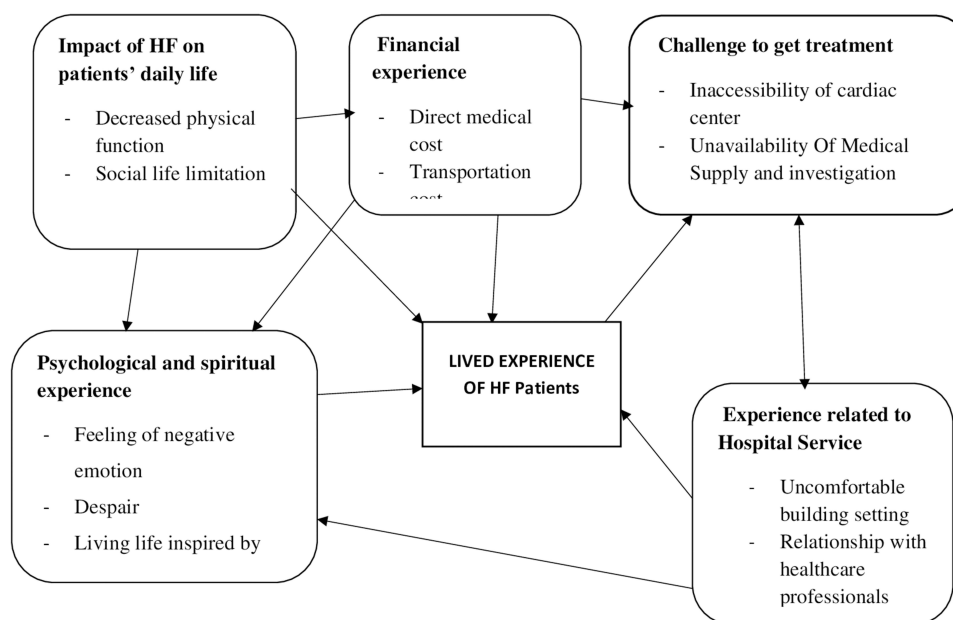 Impact of HF on
patients’ daily life
- Decreased physical
function
- Social life limitation
Financial
experience
- Direct medical
cost
- Transportation
cost
Challenge to get treatment
- Inaccessibility of cardiac
center
- Unavailability Of Medical
Supply and investigation
Psychological and spiritual
experience
- Feeling of negative
emotion
- Despair
- Living life inspired by
LIVED EXPERIENCE
OF HF Patients
Experience related to
Hospital Service
- Uncomfortable
building setting
- Relationship with
healthcare
professionals